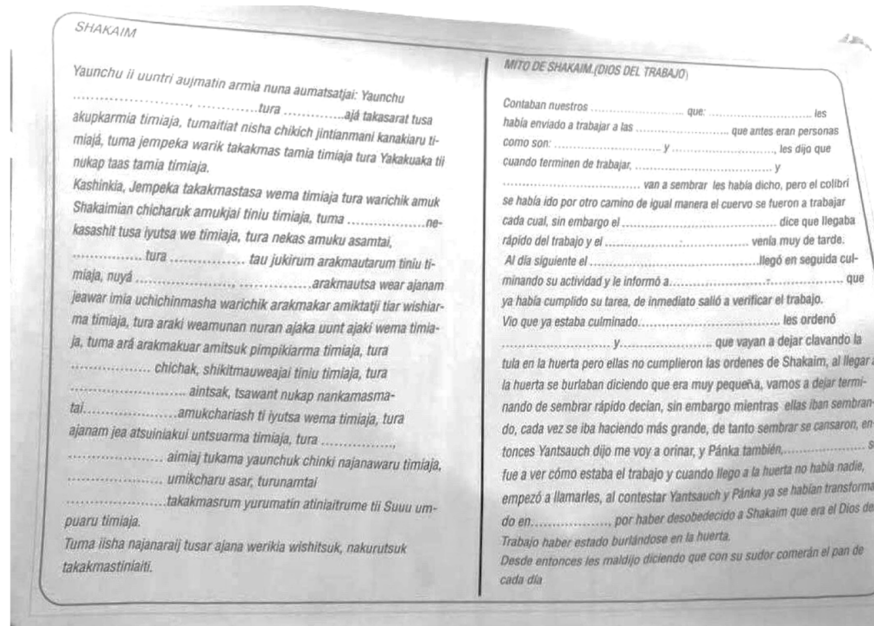 SHAKAIM
Yaunchu ii uuntri aujmatin armia nuna aumatsatjai: Yaunchu
........................., ..............tura ..............ajá takasarat tusa
akupkarmia timiaja, tumaitiat nisha chikich jintianmani kanakiaru ti-
miajá, tuma jempeka warik takakmas tamia timiaja tura Yakakuaka tii
nukap taas tamia timiaja.
Kashinkia, Jempeka takakmastasa wema timiaja tura warichik amuk
Shakaimian chicharuk amukjai tiniu timiaja, tuma ..................ne-
kasashit tusa iyutsa we timiaja, tura nekas amuku asamtai,
................ tura ................. tau jukirum arakmautarum tiniu ti-
miaja, nuyá ......................., .................arakmautsa wear ajanam
jeawar imia uchichinmasha warichik arakmakar amiktatji tiar wishiar-
ma timiaja, tura araki weamunan nuran ajaka uunt ajaki wema timia-
ja, tuma ará arakmakuar amitsuk pimpikiarma timiaja, tura
.................. chichak, shikitmauweajai tiniu timiaja, tura
.......................... aintsak, tsawant nukap nankamasma-
tai......................amukchariash ti iyutsa wema timiaja, tura
ajanam jea atsuiniakui untsuarma timiaja, tura .................,
...................... aimiaj tukama yaunchuk chinki najanawaru timiaja,
...................... umikcharu asar, turunamtai
.......................takakmasrum yurumatin atiniaitrume tii Suuu um-
puaru timiaja.
Tuma iisha najanaraij tusar ajana werikia wishitsuk, nakurutsuk
takakmastiniaiti.
MITO DE SHAKAIM.(DIOS DEL TRABAJO)
Contaban nuestros ...................... que: ............................... les
había enviado a trabajar a las ...................... que antes eran personas
como son: .......................... y ........................., les dijo que
cuando terminen de trabajar, ................................. y
................................. van a sembrar les había dicho, pero el colibrí
se había ido por otro camino de igual manera el cuervo se fueron a trabajar
cada cual, sin embargo el ........................................... dice que llegaba
rápido del trabajo y el ................................... venía muy de tarde.
Al día siguiente el .........................................llegó en seguida cul-
minando su actividad y le informó a........................................... que
ya había cumplido su tarea, de inmediato salió a verificar el trabajo.
Vio que ya estaba culminado................................... les ordenó
.......................... y...................... que vayan a dejar clavando la
tula en la huerta pero ellas no cumplieron las ordenes de Shakaim, al llegar
la huerta se burlaban diciendo que era muy pequeña, vamos a dejar termi-
nando de sembrar rápido decían, sin embargo mientras ellas iban sembran-
do, cada vez se iba haciendo más grande, de tanto sembrar se cansaron, en-
tonces Yantsauch dijo me voy a orinar, y Pánka también,....................
fue a ver cómo estaba el trabajo y cuando llego a la huerta no había nadie,
empezó a llamarles, al contestar Yantsauch y Pánka ya se habían transforma
do en..................., por haber desobedecido a Shakaim que era el Dios de
Trabajo haber estado burlándose en la huerta.
Desde entonces les maldijo diciendo que con su sudor comerán el pan de
cada día